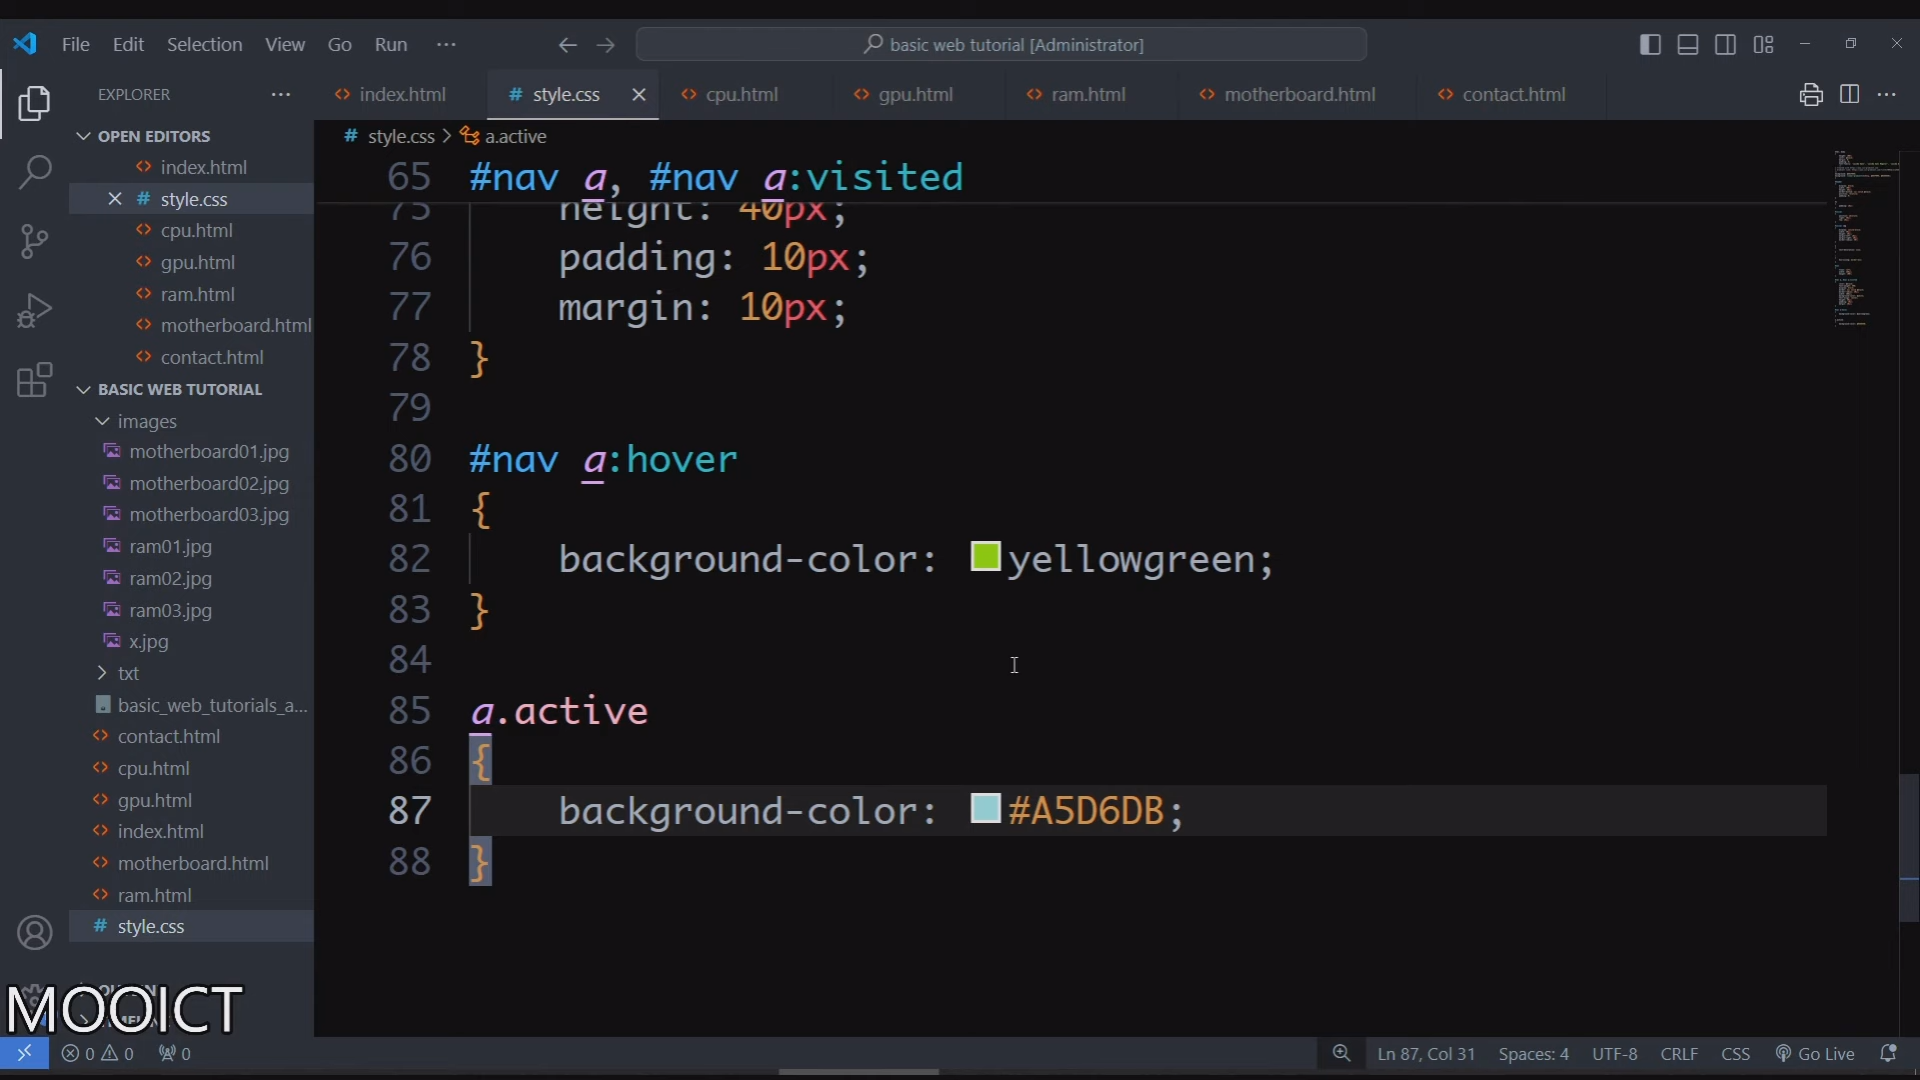 File Edit Selection View Go Run ··· basic web tutorial [Administrator]
EXPLORER ···
index.html # style.css cpu.html gpu.html ram.html motherboard.html contact.html
OPEN EDITORS
index.html
# style.css
cpu.html
gpu.html
ram.html
motherboard.html
contact.html
BASIC WEB TUTORIAL
images
motherboard01.jpg
motherboard02.jpg
motherboard03.jpg
ram01.jpg
ram02.jpg
ram03.jpg
x.jpg
txt
basic_web_tutorials_a...
contact.html
cpu.html
gpu.html
index.html
motherboard.html
ram.html
# style.css
# style.css > a.active
65 #nav a, #nav a:visited
75 height: 40px;
76 padding: 10px;
77 margin: 10px;
78 }
79
80 #nav a:hover
81 {
82 background-color: yellowgreen;
83 }
84
85 a.active
86 {
87 background-color: #A5D6DB;
88 }
MOOICT
0 0 0 Ln 87, Col 31 Spaces: 4 UTF-8 CRLF CSS Go Live